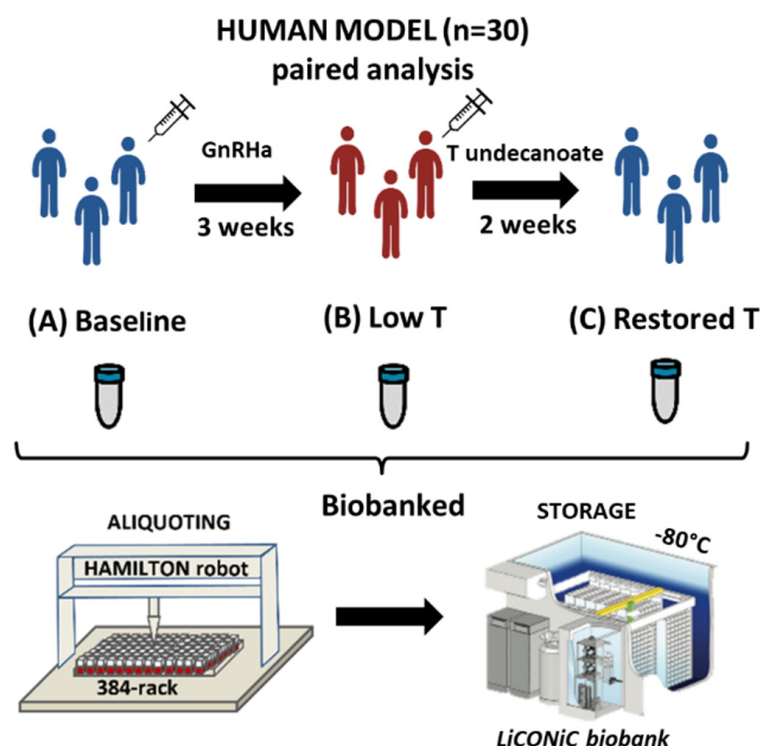 HUMAN MODEL (n=30)
paired analysis
GnRHa
T undecanoate
3 weeks
2 weeks
(A) Baseline
(B) Low T
(C) Restored T
Biobanked
ALIQUOTING
STORAGE
-80°C
HAMILTON robot
384-rack
LiCONiC biobank